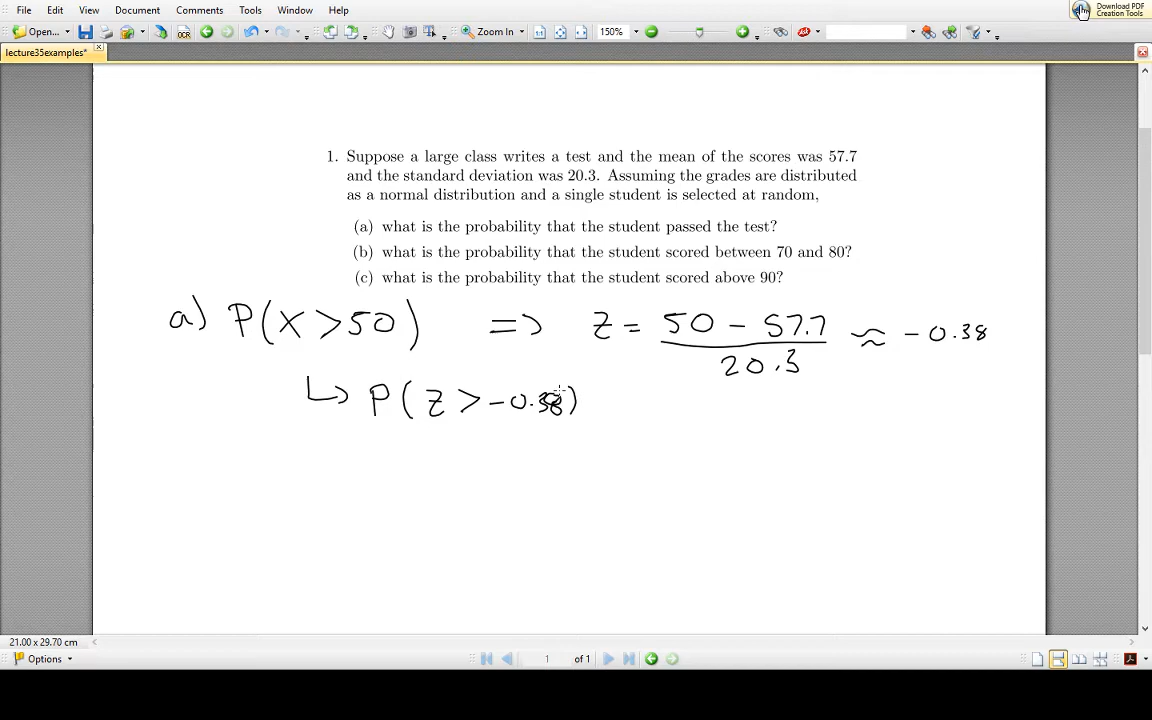 File Edit View Document Comments Tools Window Help
Download PDF
Creation Tools
Open... OCR Zoom In 150%
lecture35examples*
1. Suppose a large class writes a test and the mean of the scores was 57.7
and the standard deviation was 20.3. Assuming the grades are distributed
as a normal distribution and a single student is selected at random,
(a) what is the probability that the student passed the test?
(b) what is the probability that the student scored between 70 and 80?
(c) what is the probability that the student scored above 90?
a) P(X > 50) => Z = 50 - 57.7 / 20.3 ≈ -0.38
↳ P(Z > -0.38)
21.00 x 29.70 cm
Options 1 of 1